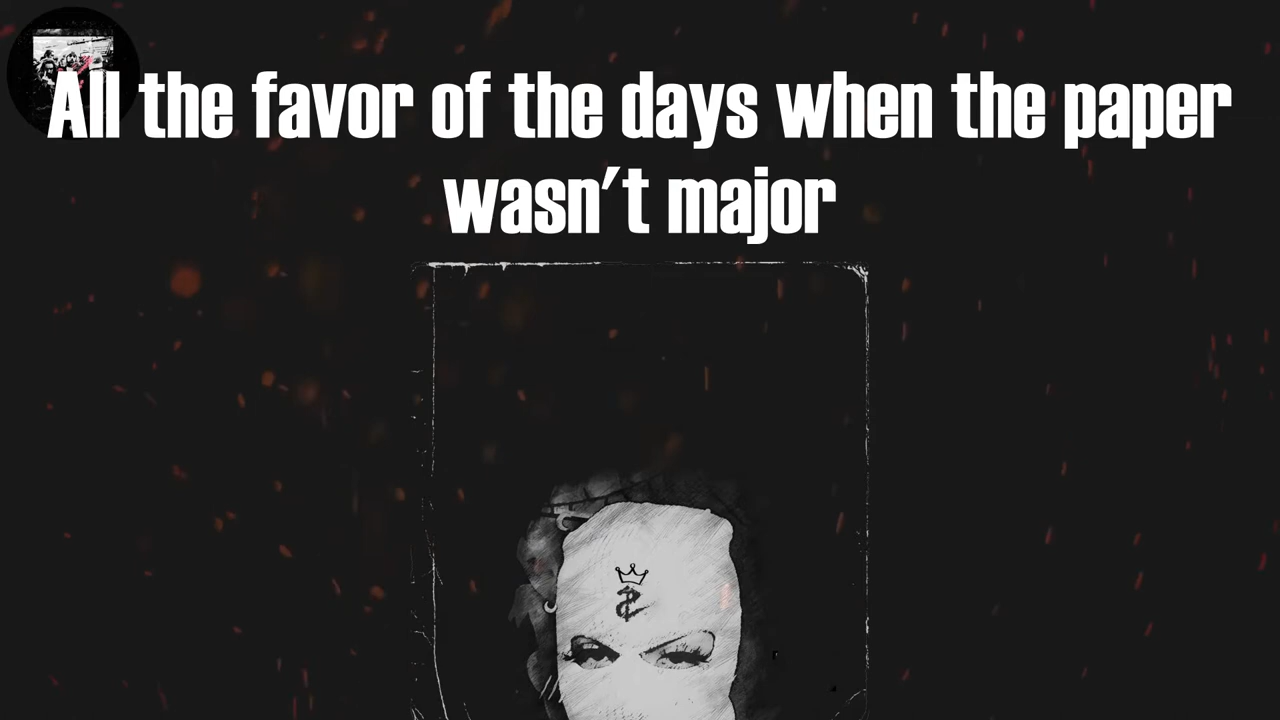 All the favor of the days when the paper
wasn't major